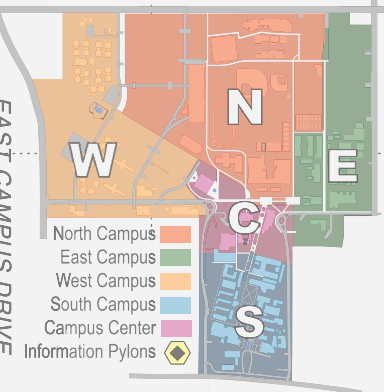 N
W
E
C
EAST CAMPUS DRIVE
North Campus
East Campus
West Campus
South Campus
Campus Center
Information Pylons
S